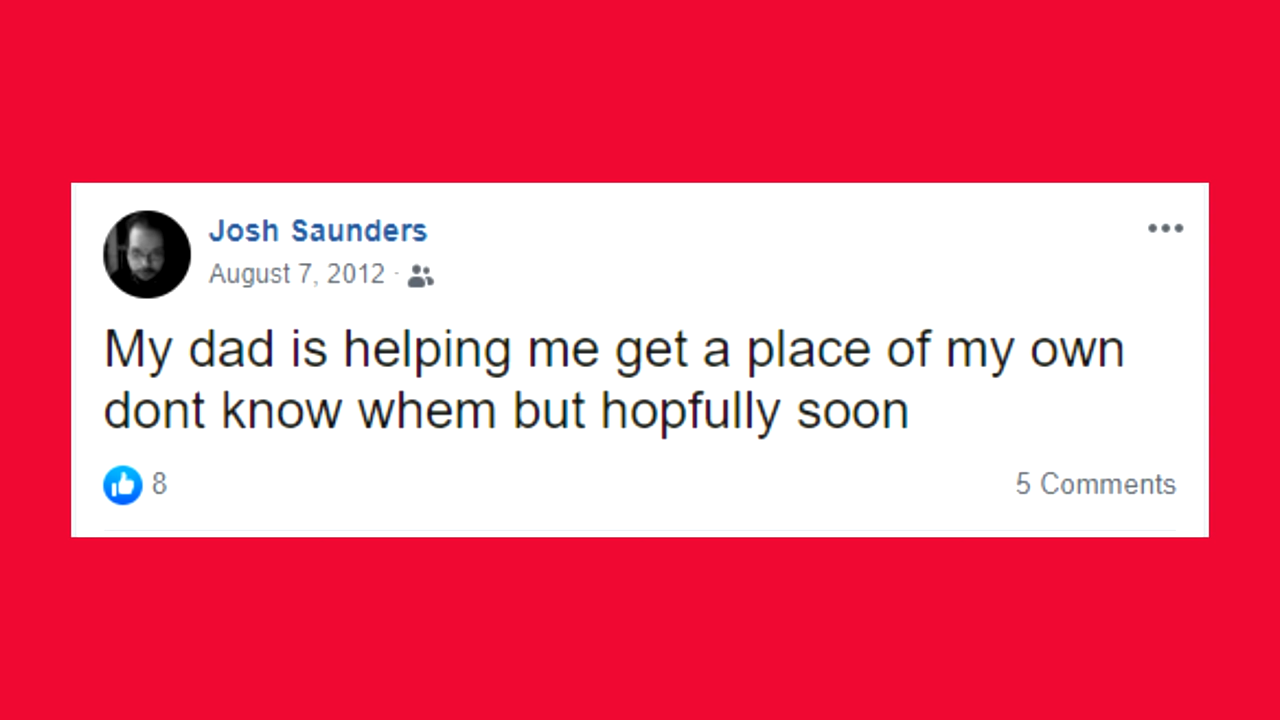 Josh Saunders
August 7, 2012 ·
My dad is helping me get a place of my own
dont know whem but hopfully soon
8
5 Comments